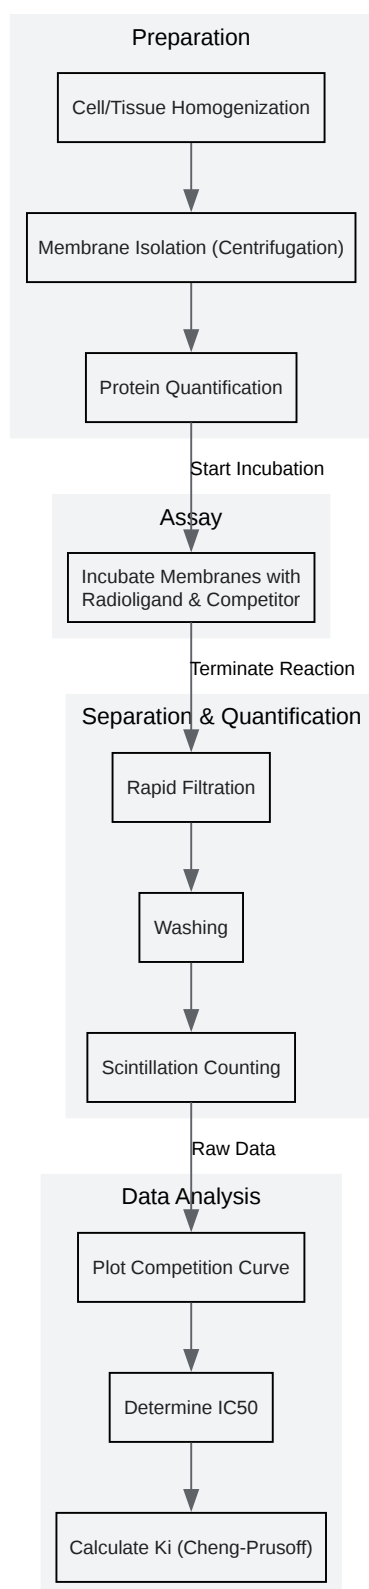 Preparation
Cell/Tissue Homogenization
Membrane Isolation (Centrifugation)
Protein Quantification
Start Incubation
Assay
Incubate Membranes with
Radioligand & Competitor
Terminate Reaction
Separation & Quantification
Rapid Filtration
Washing
Scintillation Counting
Raw Data
Data Analysis
Plot Competition Curve
Determine IC50
Calculate Ki (Cheng-Prusoff)